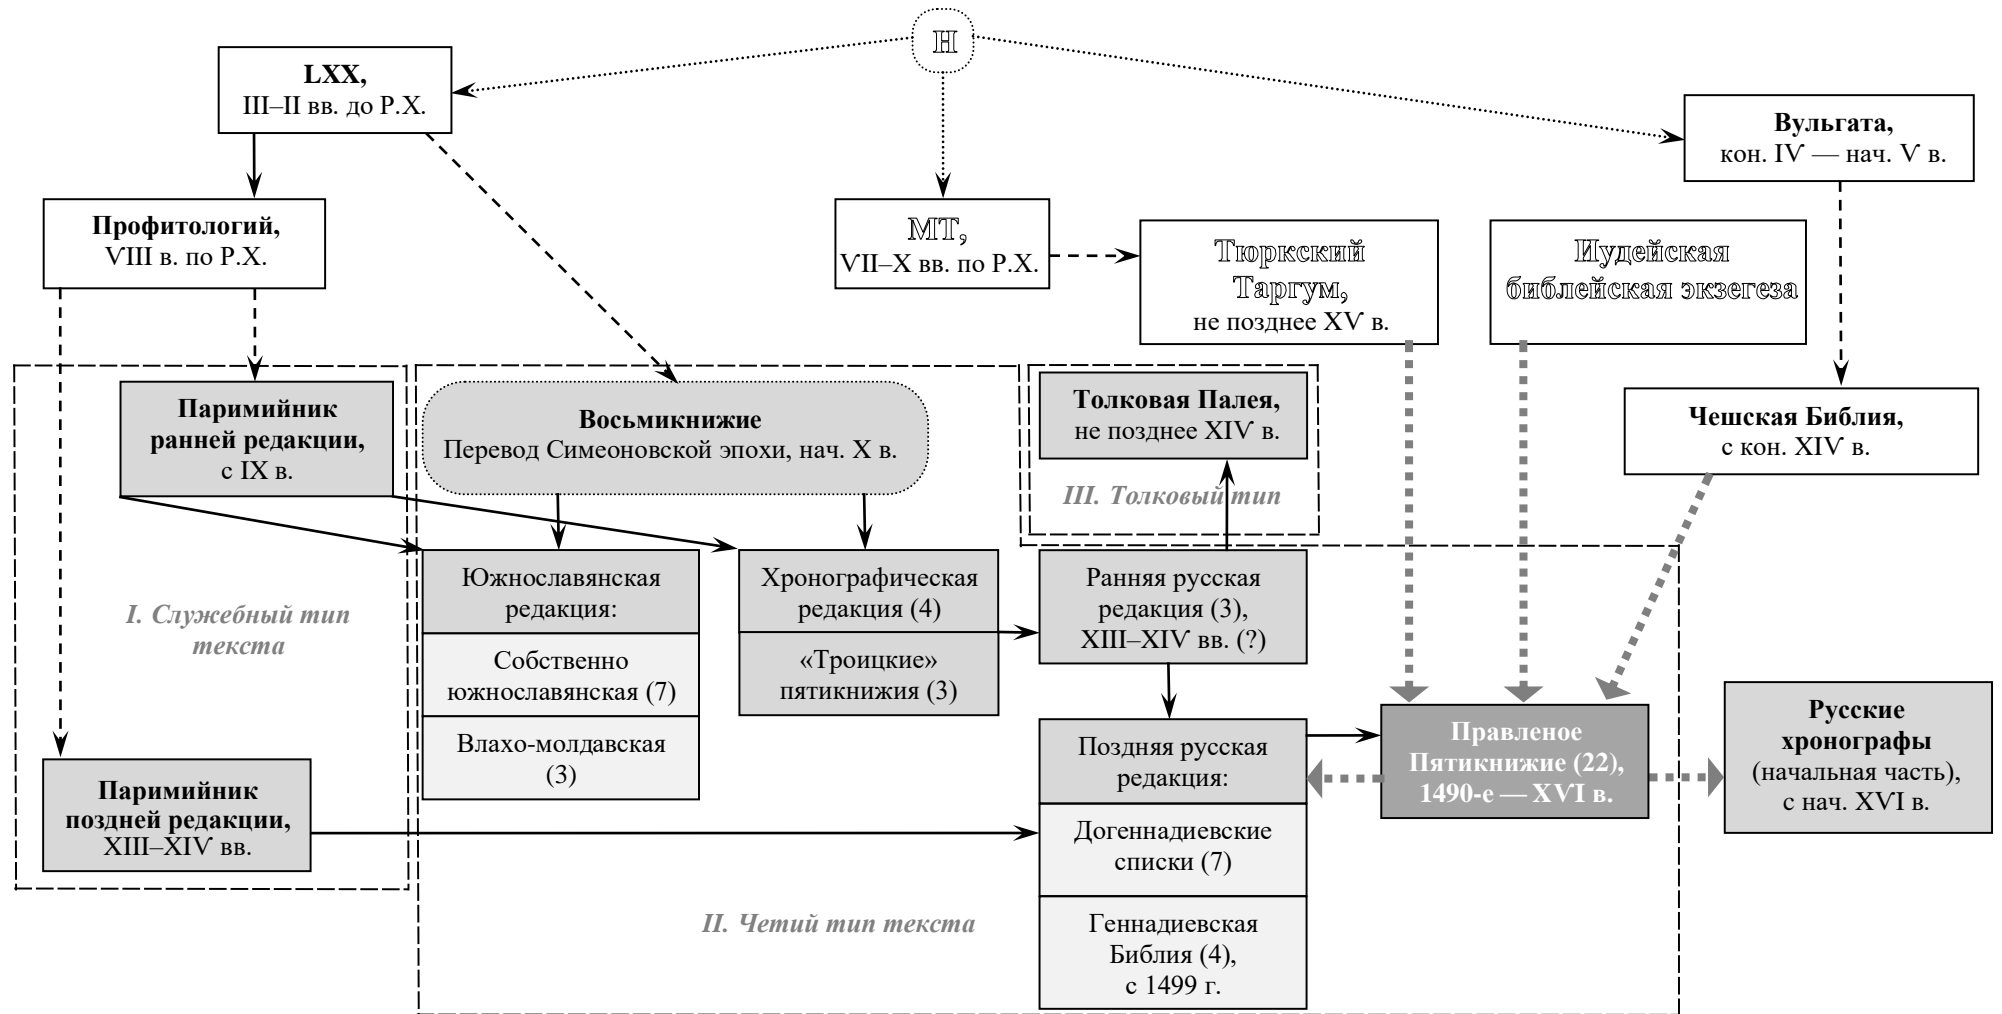 H
LXX,
III–II вв. до Р.Х.
Вульгата,
кон. IV — нач. V в.
Профитологий,
VIII в. по Р.Х.
МТ,
VII–X вв. по Р.Х.
Тюркский
Таргум,
не позднее XV в.
Иудейская
библейская экзегеза
Паримийник
ранней редакции,
с IX в.
Восьмикнижие
Перевод Симеоновской эпохи, нач. X в.
Толковая Палея,
не позднее XIV в.
III. Толковый тип
Чешская Библия,
с кон. XIV в.
I. Служебный тип
текста
Южнославянская
редакция:
Собственно
южнославянская (7)
Влахо-молдавская
(3)
Хронографическая
редакция (4)
«Троицкие»
пятикнижия (3)
Ранняя русская
редакция (3),
XIII–XIV вв. (?)
Паримийник
поздней редакции,
XIII–XIV вв.
Поздняя русская
редакция:
Догеннадиевские
списки (7)
Геннадиевская
Библия (4),
с 1499 г.
Правленое
Пятикнижие (22),
1490-е — XVI в.
Русские
хронографы
(начальная часть),
с нач. XVI в.
II. Четий тип текста